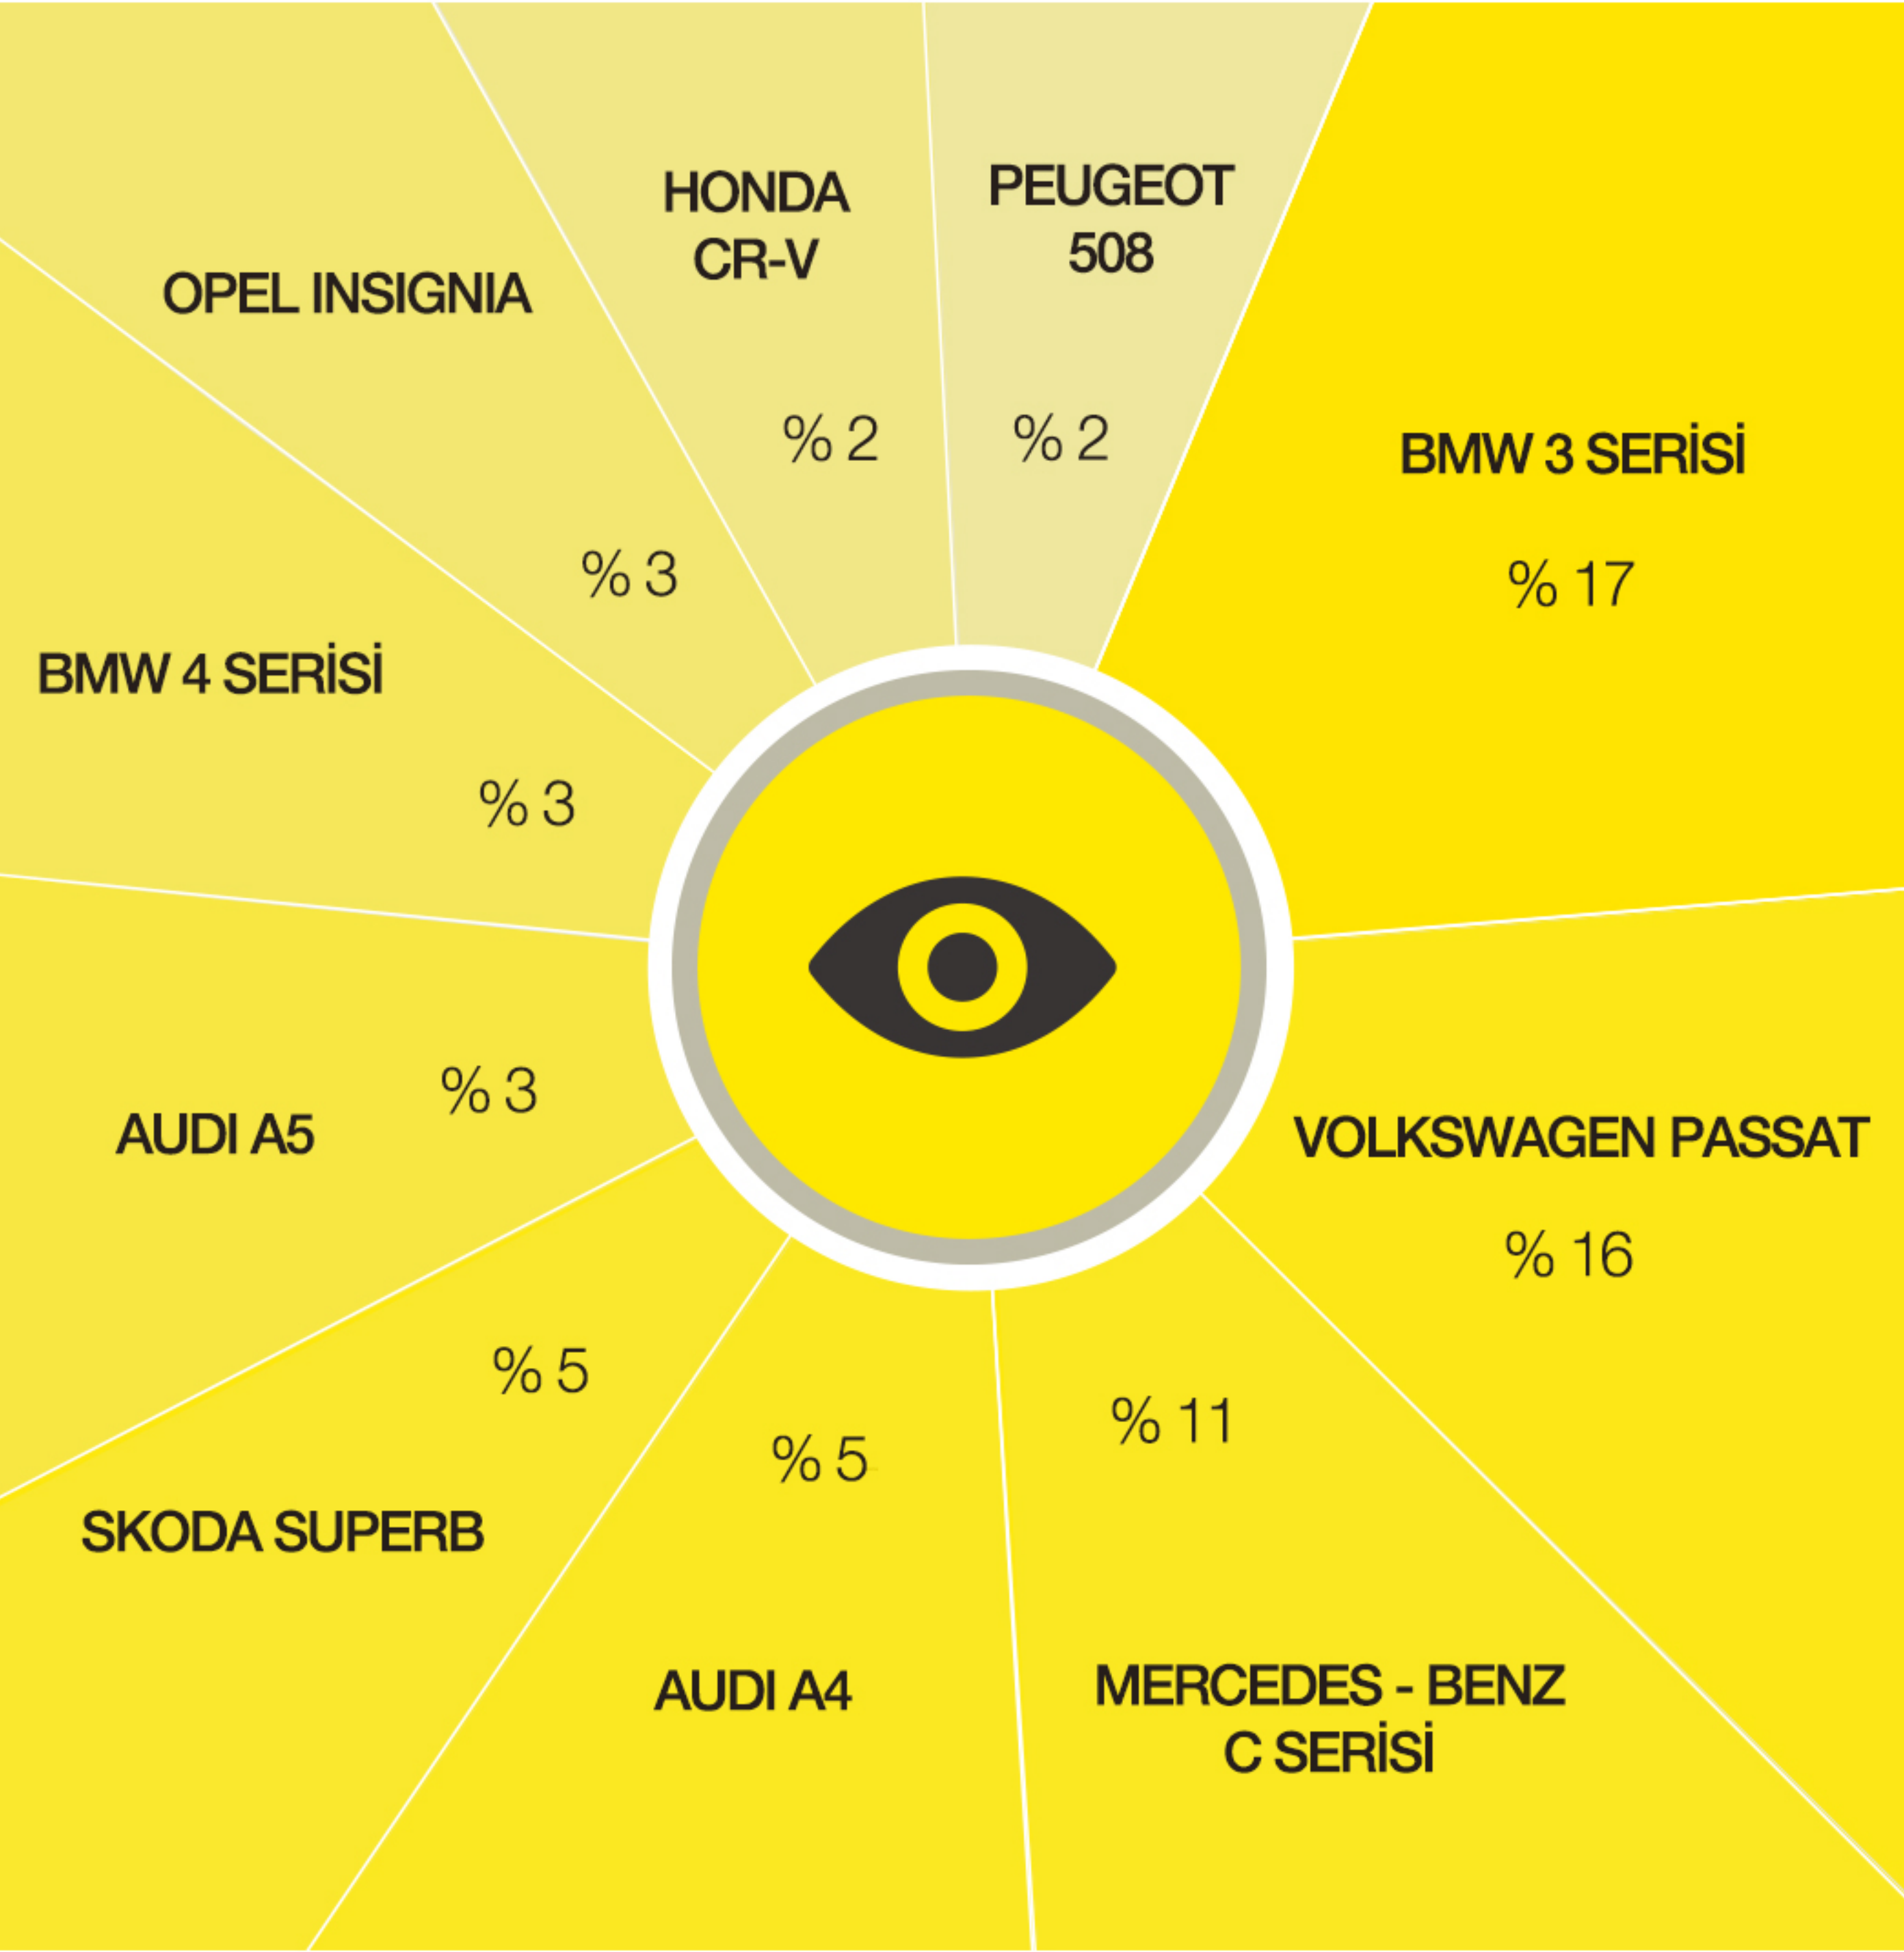 BMW 3 SERİSİ
% 17
VOLKSWAGEN PASSAT
% 16
MERCEDES - BENZ
C SERİSİ
% 11
AUDI A4
% 5
SKODA SUPERB
% 5
AUDI A5
% 3
BMW 4 SERİSİ
% 3
OPEL INSIGNIA
% 3
HONDA
CR-V
% 2
PEUGEOT
508
% 2